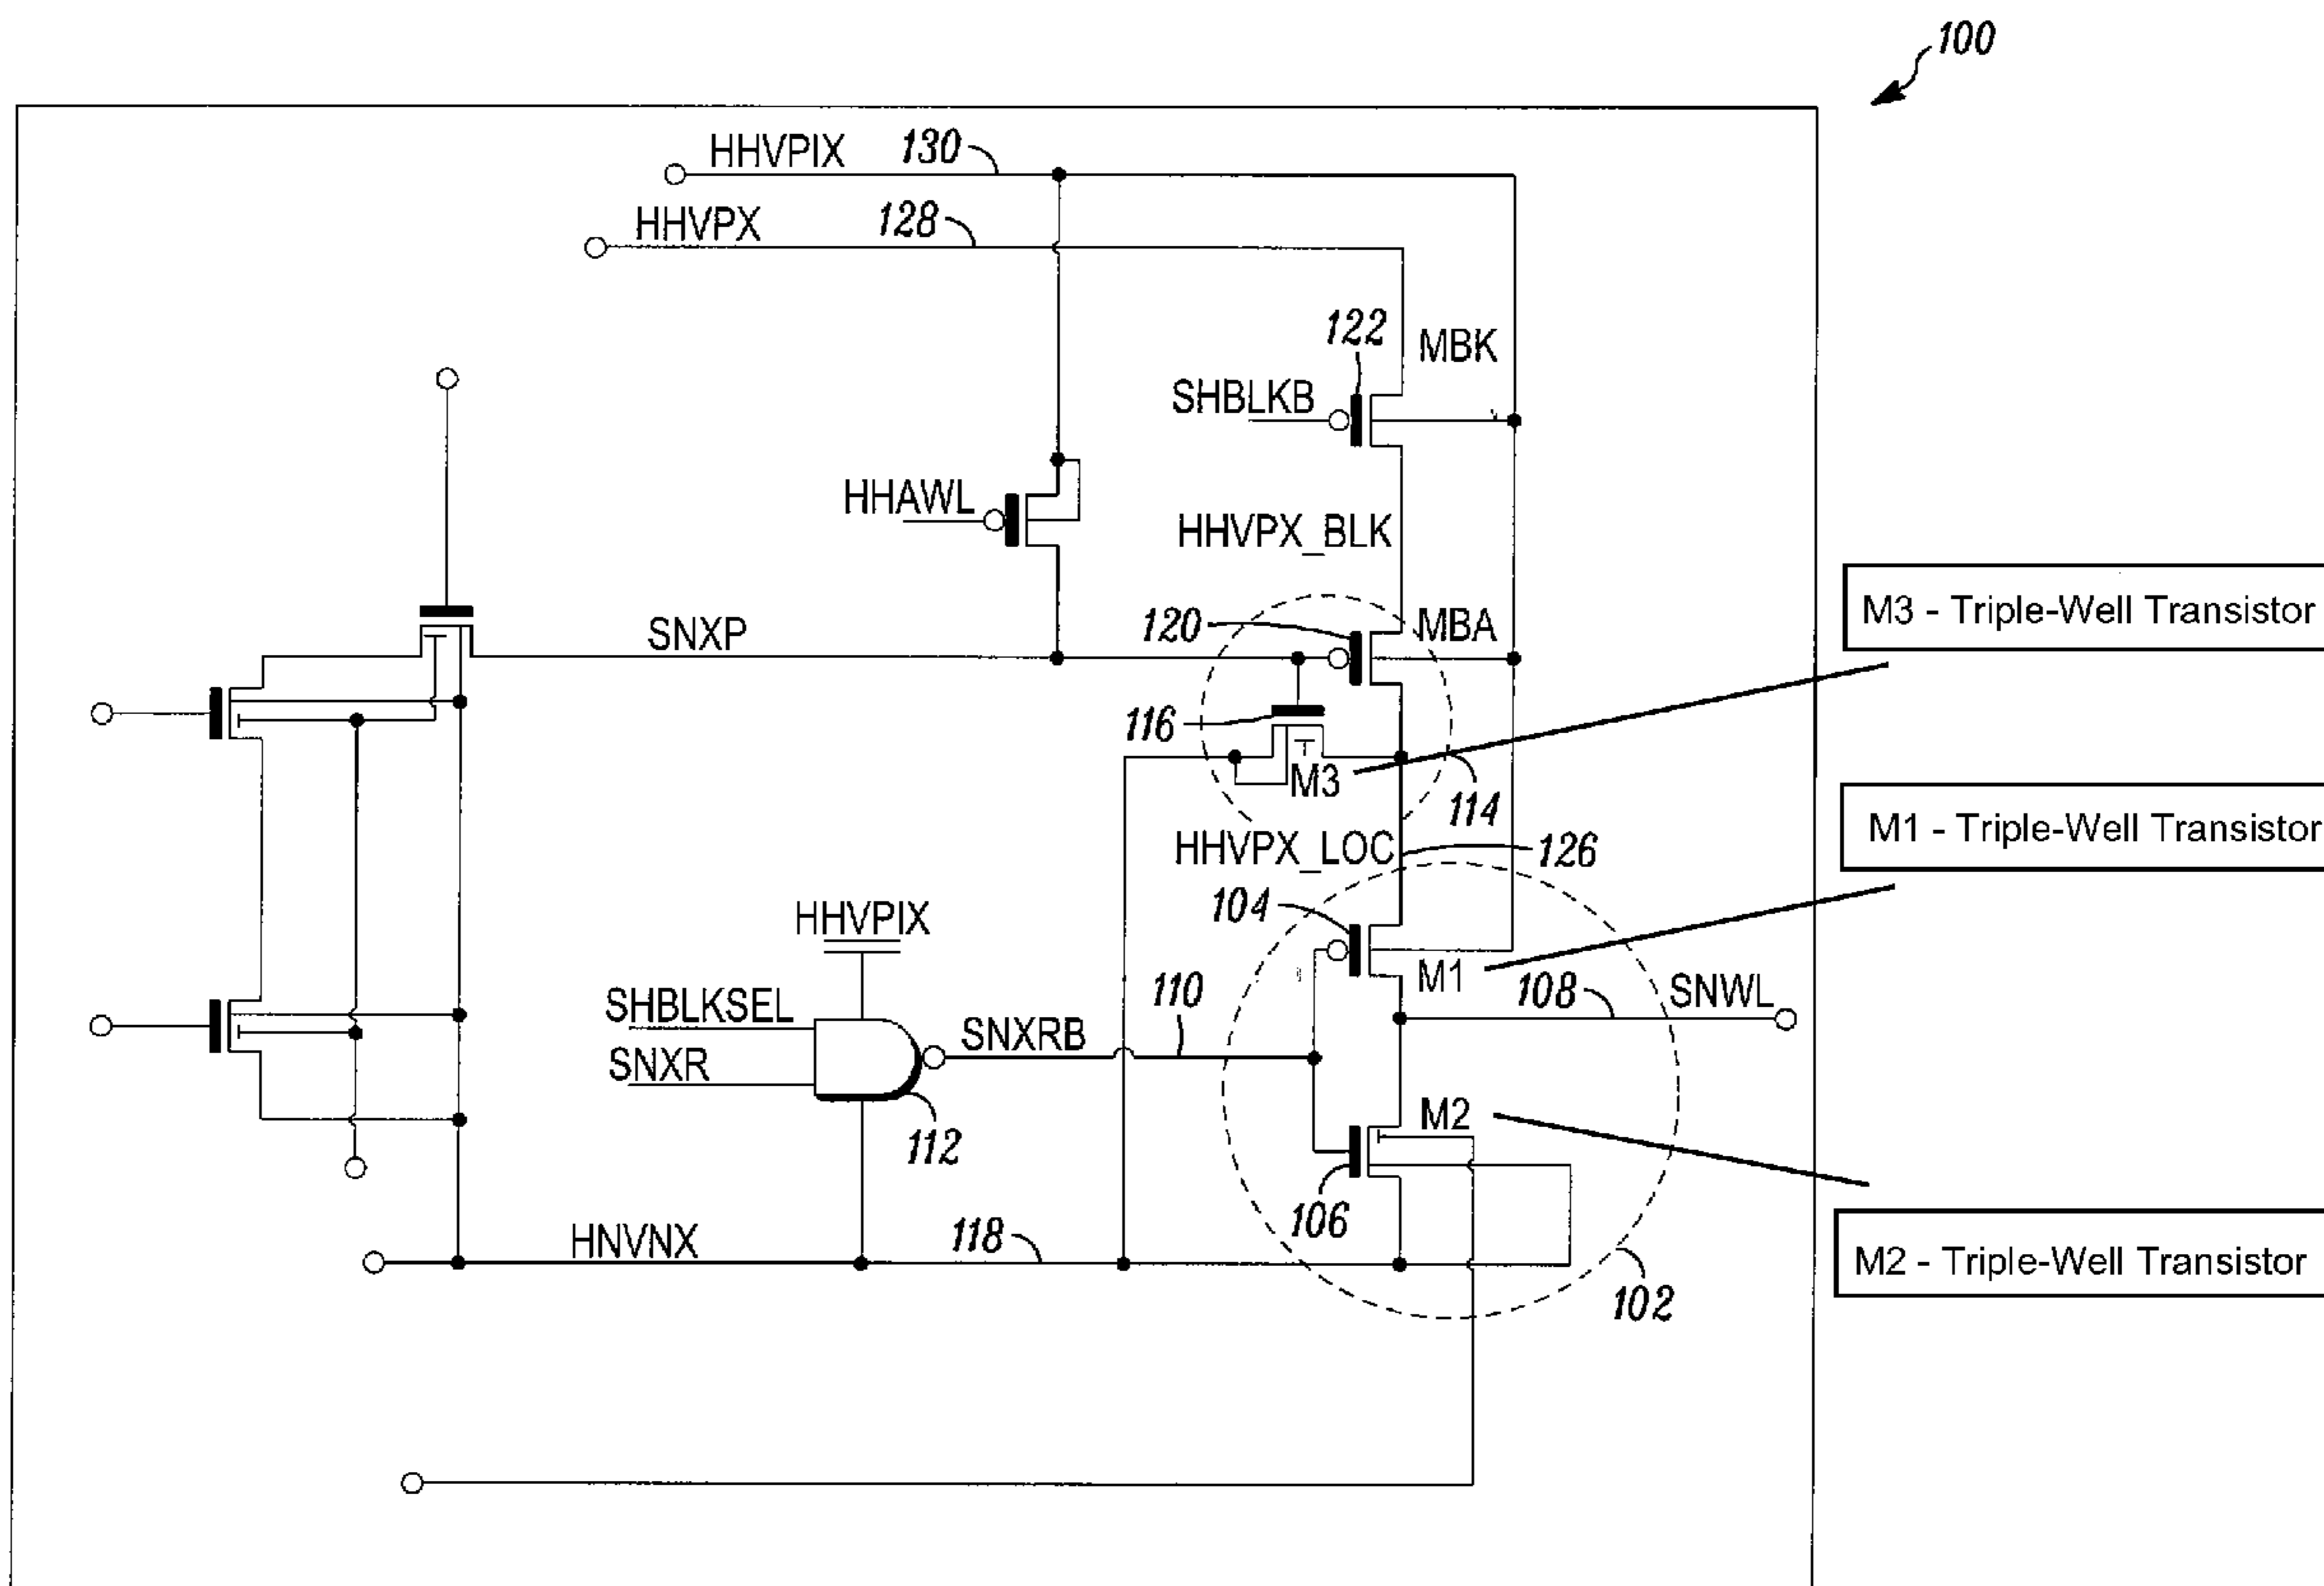 100
HHVPIX 130
HHVPX 128
122 MBK
SHBLKB
HHAWL
HHVPX_BLK
M3 - Triple-Well Transistor
120 MBA
SNXP
116
M3
114
M1 - Triple-Well Transistor
HHVPX_LOC 126
104
HHVPIX
M1
SHBLKSEL 110 108 SNWL
SNXRB
SNXR
M2
112
106
HNVNX 118
M2 - Triple-Well Transistor
102